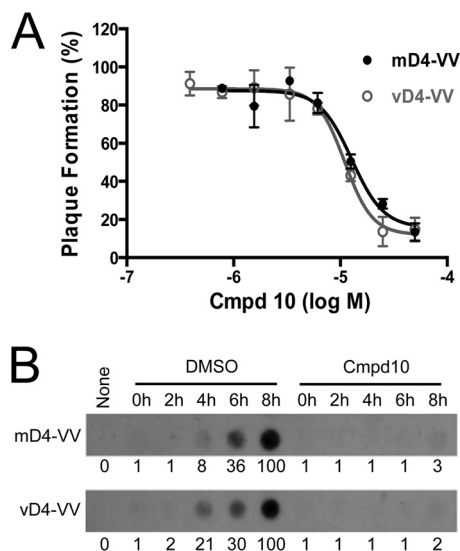 A
Plaque Formation (%)
120
100
80
60
40
20
0
-7 -6 -5 -4
Cmpd 10 (log M)
mD4-VV
vD4-VV
B
None
DMSO Cmpd10
0h 2h 4h 6h 8h 0h 2h 4h 6h 8h
mD4-VV
0 1 1 8 36 100 1 1 1 1 3
vD4-VV
0 1 2 21 30 100 1 1 1 1 2